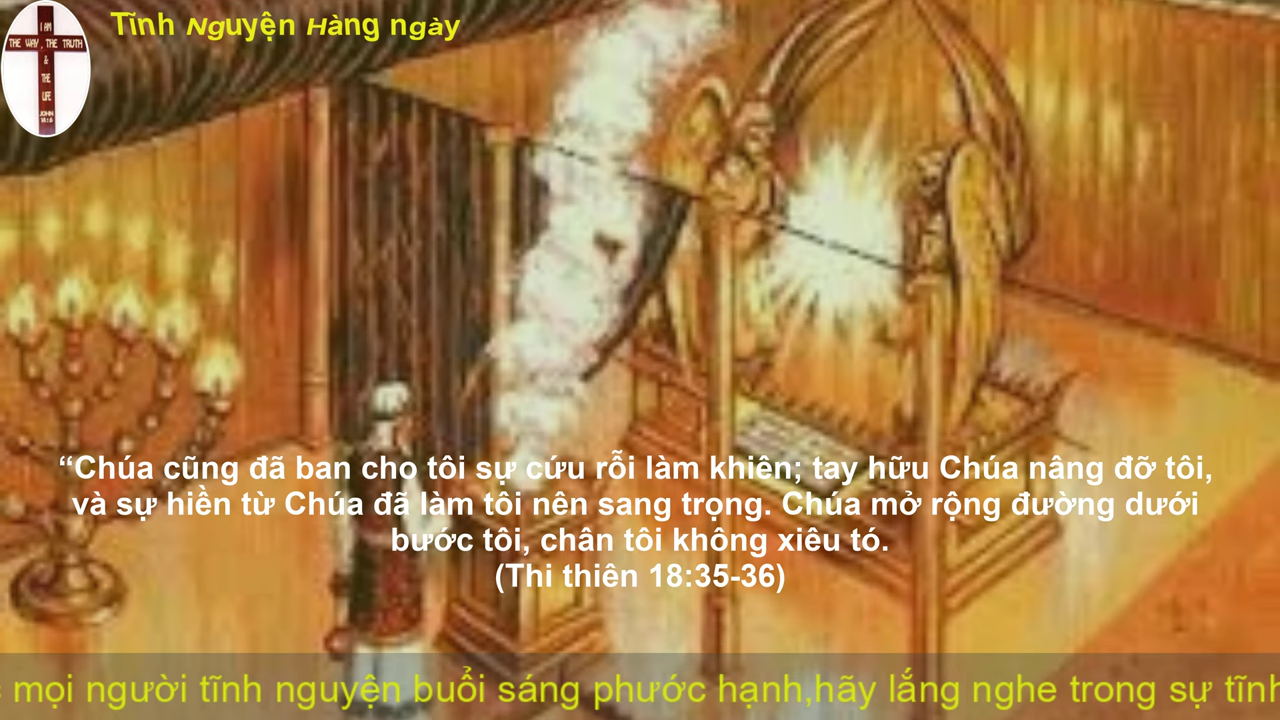 Tĩnh Nguyện Hàng ngày
I AM
THE WAY, THE TRUTH
&
THE
LIFE
JOHN
14:6
“Chúa cũng đã ban cho tôi sự cứu rỗi làm khiên; tay hữu Chúa nâng đỡ tôi,
và sự hiền từ Chúa đã làm tôi nên sang trọng. Chúa mở rộng đường dưới
bước tôi, chân tôi không xiêu tó.
(Thi thiên 18:35-36)
mọi người tĩnh nguyện buổi sáng phước hạnh,hãy lắng nghe trong sự tĩnh